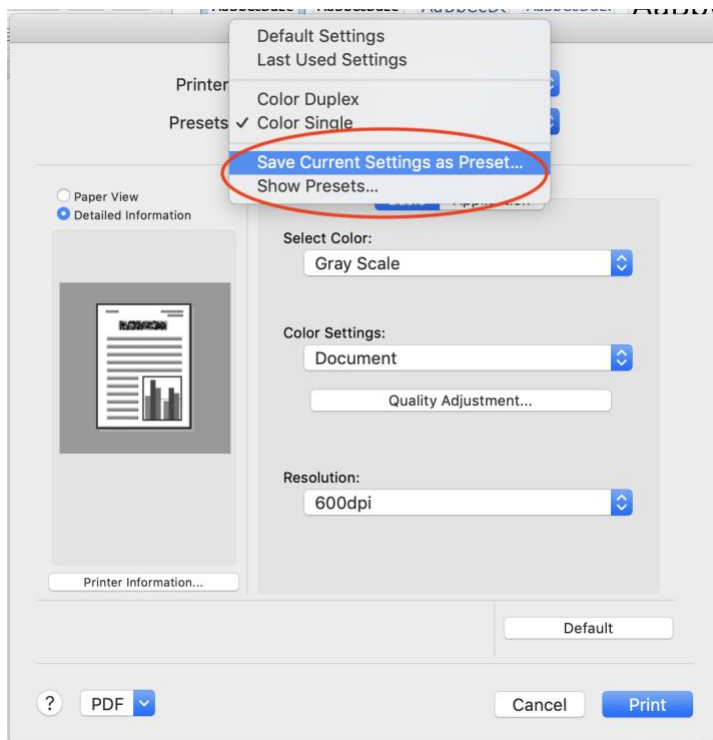 Default Settings
Last Used Settings
Printer
Color Duplex
Presets ✓ Color Single
Save Current Settings as Preset...
Show Presets...
Paper View
Detailed Information
Select Color:
Gray Scale
Color Settings:
Document
Quality Adjustment...
Resolution:
600dpi
Printer Information...
Default
? PDF Cancel Print